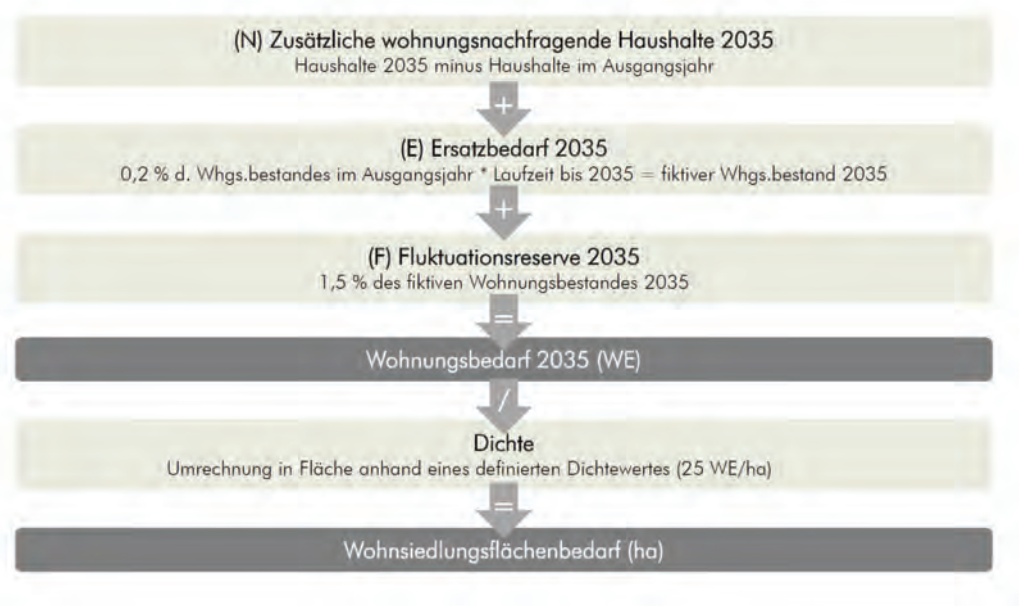 (N) Zusätzliche wohnungsnachfragende Haushalte 2035
Haushalte 2035 minus Haushalte im Ausgangsjahr
+
(E) Ersatzbedarf 2035
0,2 % d. Whgs.bestandes im Ausgangsjahr * Laufzeit bis 2035 = fiktiver Whgs.bestand 2035
+
(F) Fluktuationsreserve 2035
1,5 % des fiktiven Wohnungsbestandes 2035
=
Wohnungsbedarf 2035 (WE)
/
Dichte
Umrechnung in Fläche anhand eines definierten Dichtewertes (25 WE/ha)
=
Wohnsiedlungsflächenbedarf (ha)